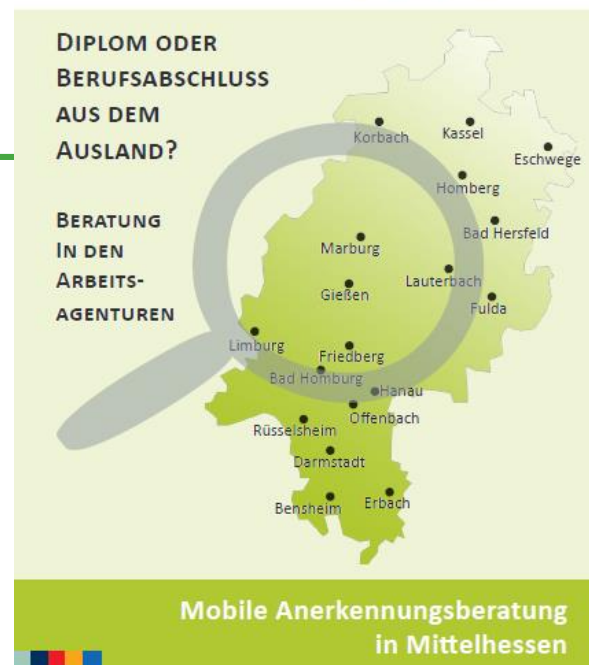 DIPLOM ODER
BERUFSABSCHLUSS
AUS DEM
AUSLAND?
BERATUNG
IN DEN
ARBEITS-
AGENTUREN
Korbach
Kassel
Eschwege
Homberg
Bad Hersfeld
Marburg
Lauterbach
Gießen
Fulda
Limburg
Friedberg
Bad Homburg
Hanau
Offenbach
Rüsselsheim
Darmstadt
Bensheim
Erbach
Mobile Anerkennungsberatung
in Mittelhessen